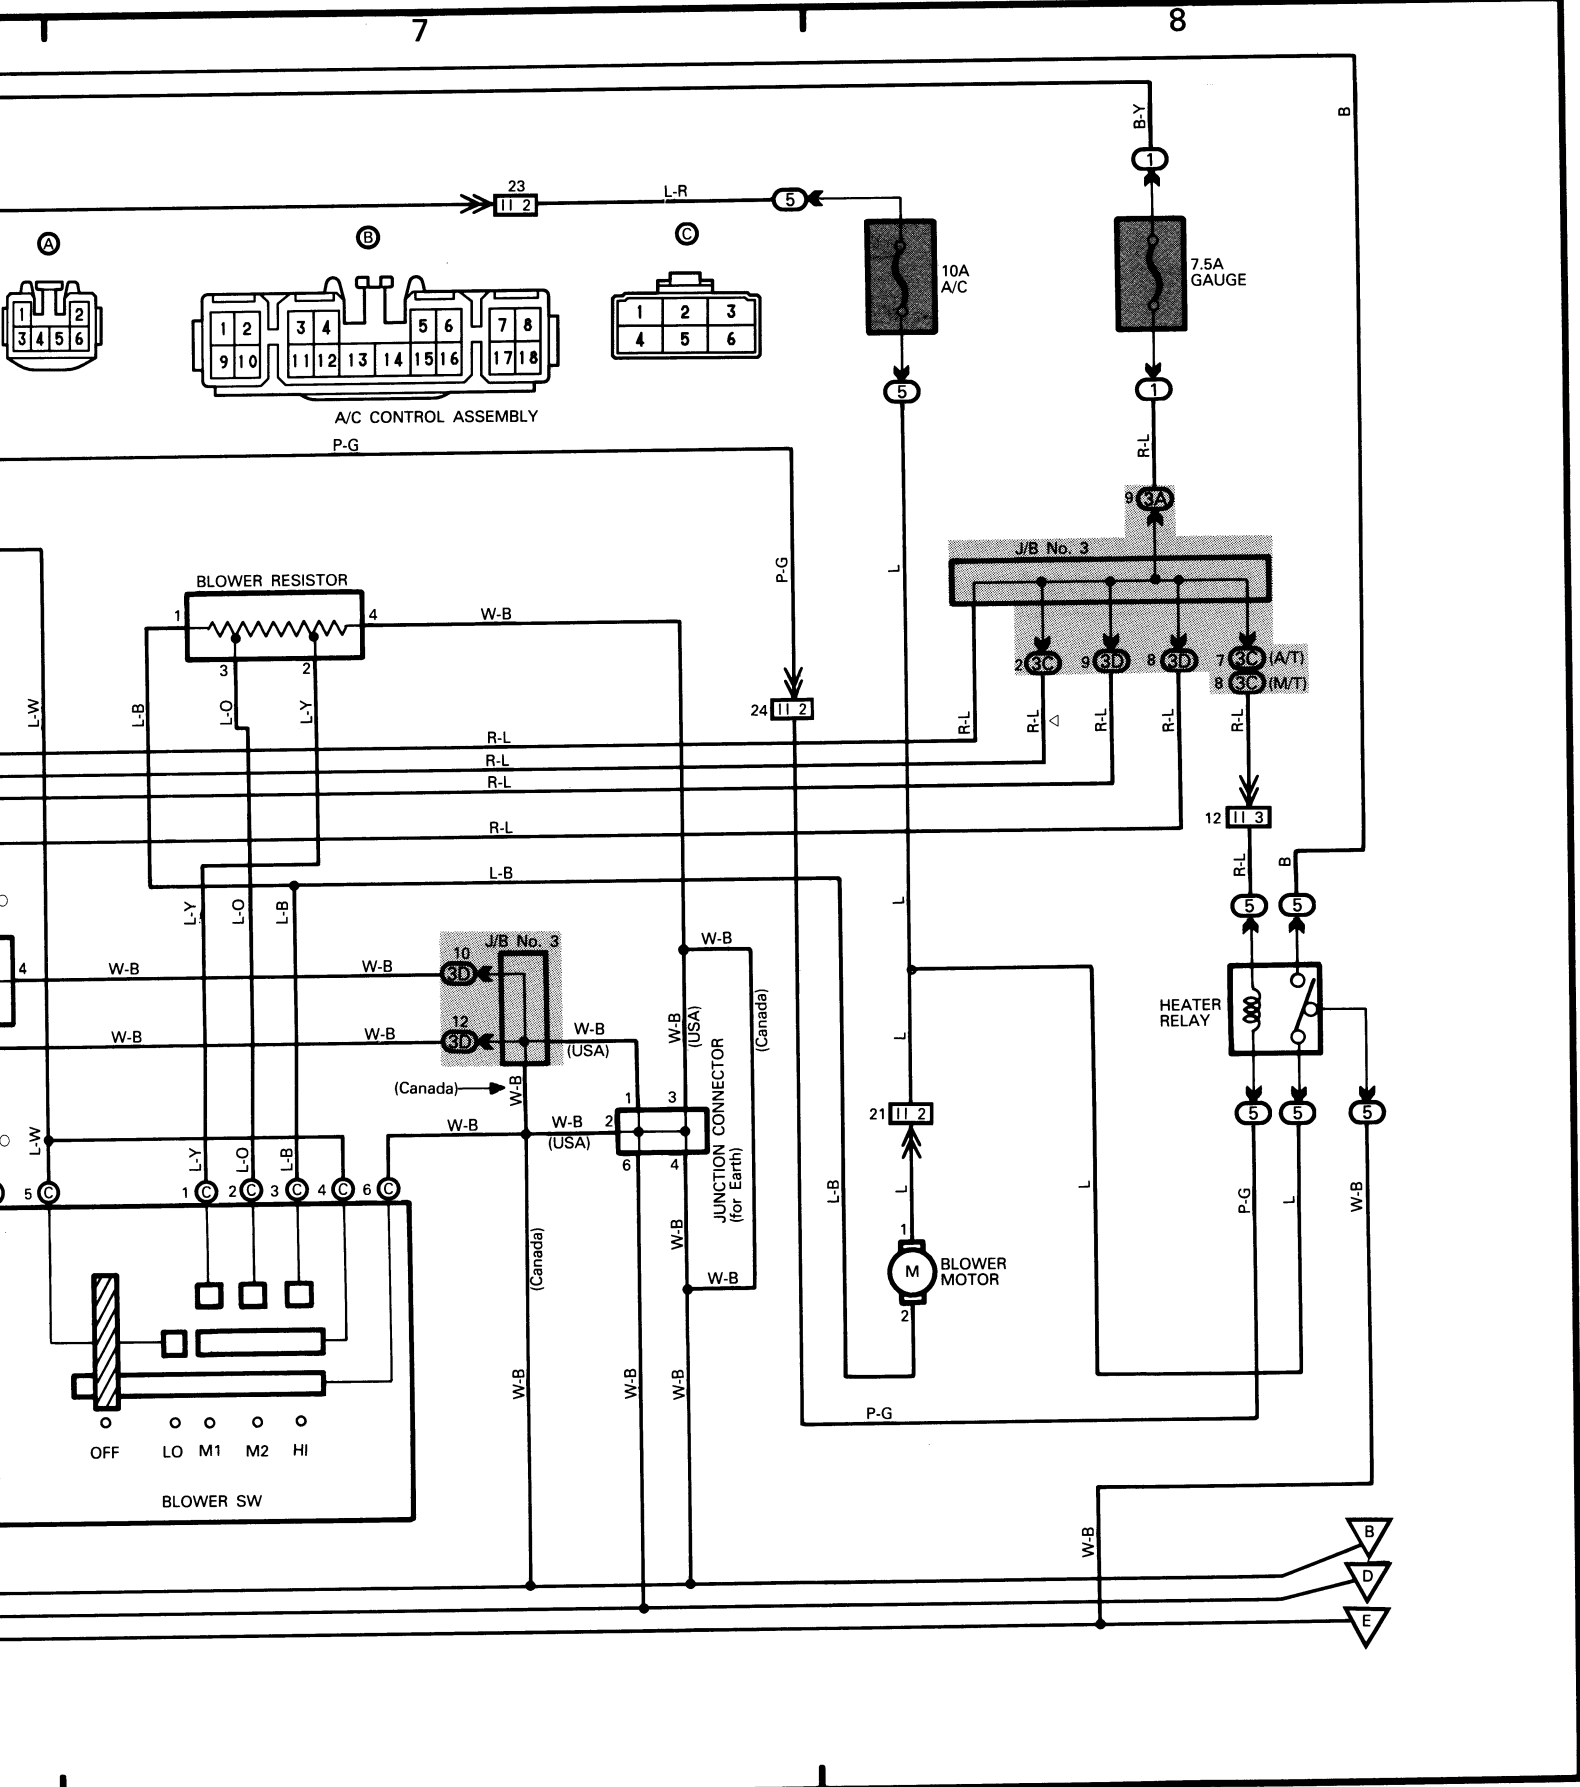 7
8
B-Y
B
1
23
II 2
L-R
5
A
B
C
10A
A/C
7.5A
GAUGE
1 2
3 4 5 6
1 2 3 4 5 6 7 8
9 10 11 12 13 14 15 16 17 18
1 2 3
4 5 6
5
1
A/C CONTROL ASSEMBLY
P-G
R-L
9 3A
J/B No. 3
P-G
L
BLOWER RESISTOR
1
4
W-B
3
2
2 3C
9 3D
8 3D
7 3C (A/T)
8 3C (M/T)
L-W
L-B
L-O
L-Y
24 II 2
R-L
R-L
R-L
R-L
R-L
R-L
R-L
R-L
R-L
12 II 3
L-B
R-L
B
L-Y
L-O
L-B
L
5
5
J/B No. 3
W-B
4
W-B
W-B
10
3D
W-B
W-B
12
3D
W-B
(USA)
W-B
(USA)
(Canada)
HEATER
RELAY
L
(Canada)
W-B
JUNCTION CONNECTOR
(for Earth)
1
3
2
6
4
W-B
W-B
(USA)
21 II 2
5
5
5
L-W
L-Y
L-O
L-B
5 C
1 C
2 C
3 C
4 C
6 C
L-B
L
L
P-G
L
W-B
W-B
(Canada)
1
M
BLOWER
MOTOR
2
W-B
W-B
W-B
W-B
P-G
OFF
LO
M1
M2
HI
BLOWER SW
W-B
B
D
E